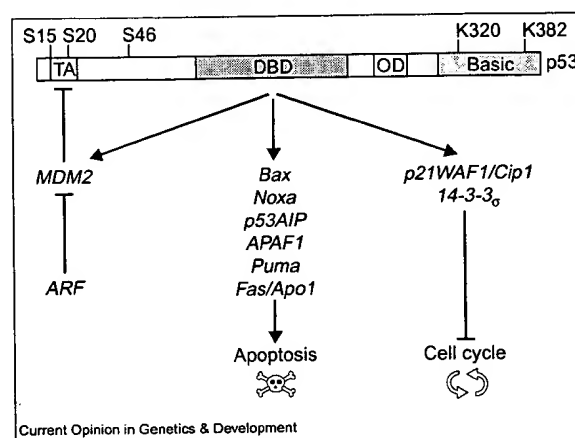 S15 S20 S46 K320 K382
TA DBD OD Basic p53
MDM2
ARF
Bax
Noxa
p53AIP
APAF1
Puma
Fas/Apo1
Apoptosis
p21WAF1/Cip1
14-3-3σ
Cell cycle
Current Opinion in Genetics & Development